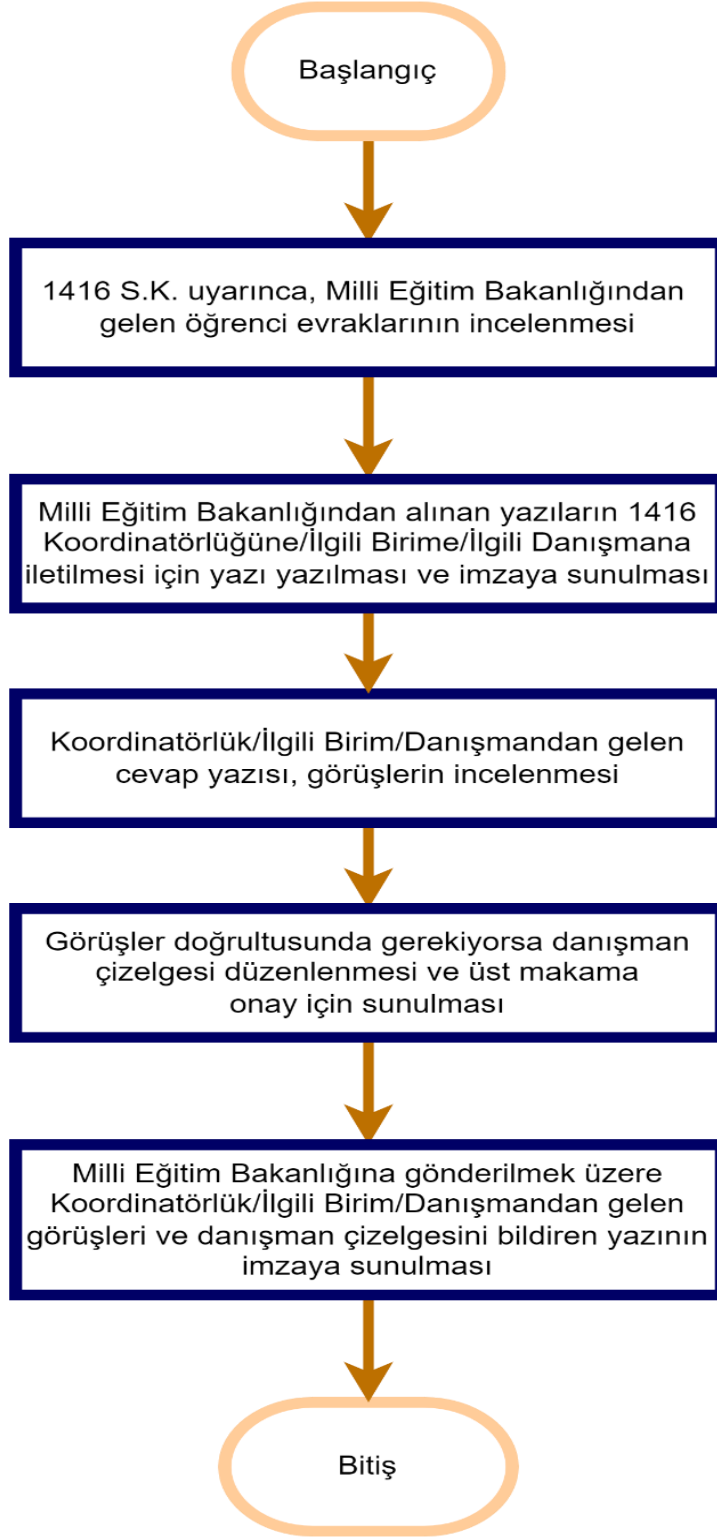 Başlangıç
1416 S.K. uyarınca, Milli Eğitim Bakanlığından
gelen öğrenci evraklarının incelenmesi
Milli Eğitim Bakanlığından alınan yazıların 1416
Koordinatörlüğüne/İlgili Birime/İlgili Danışmana
iletilmesi için yazı yazılması ve imzaya sunulması
Koordinatörlük/İlgili Birim/Danışmandan gelen
cevap yazısı, görüşlerin incelenmesi
Görüşler doğrultusunda gerekiyorsa danışman
çizelgesi düzenlenmesi ve üst makama
onay için sunulması
Milli Eğitim Bakanlığına gönderilmek üzere
Koordinatörlük/İlgili Birim/Danışmandan gelen
görüşleri ve danışman çizelgesini bildiren yazının
imzaya sunulması
Bitiş